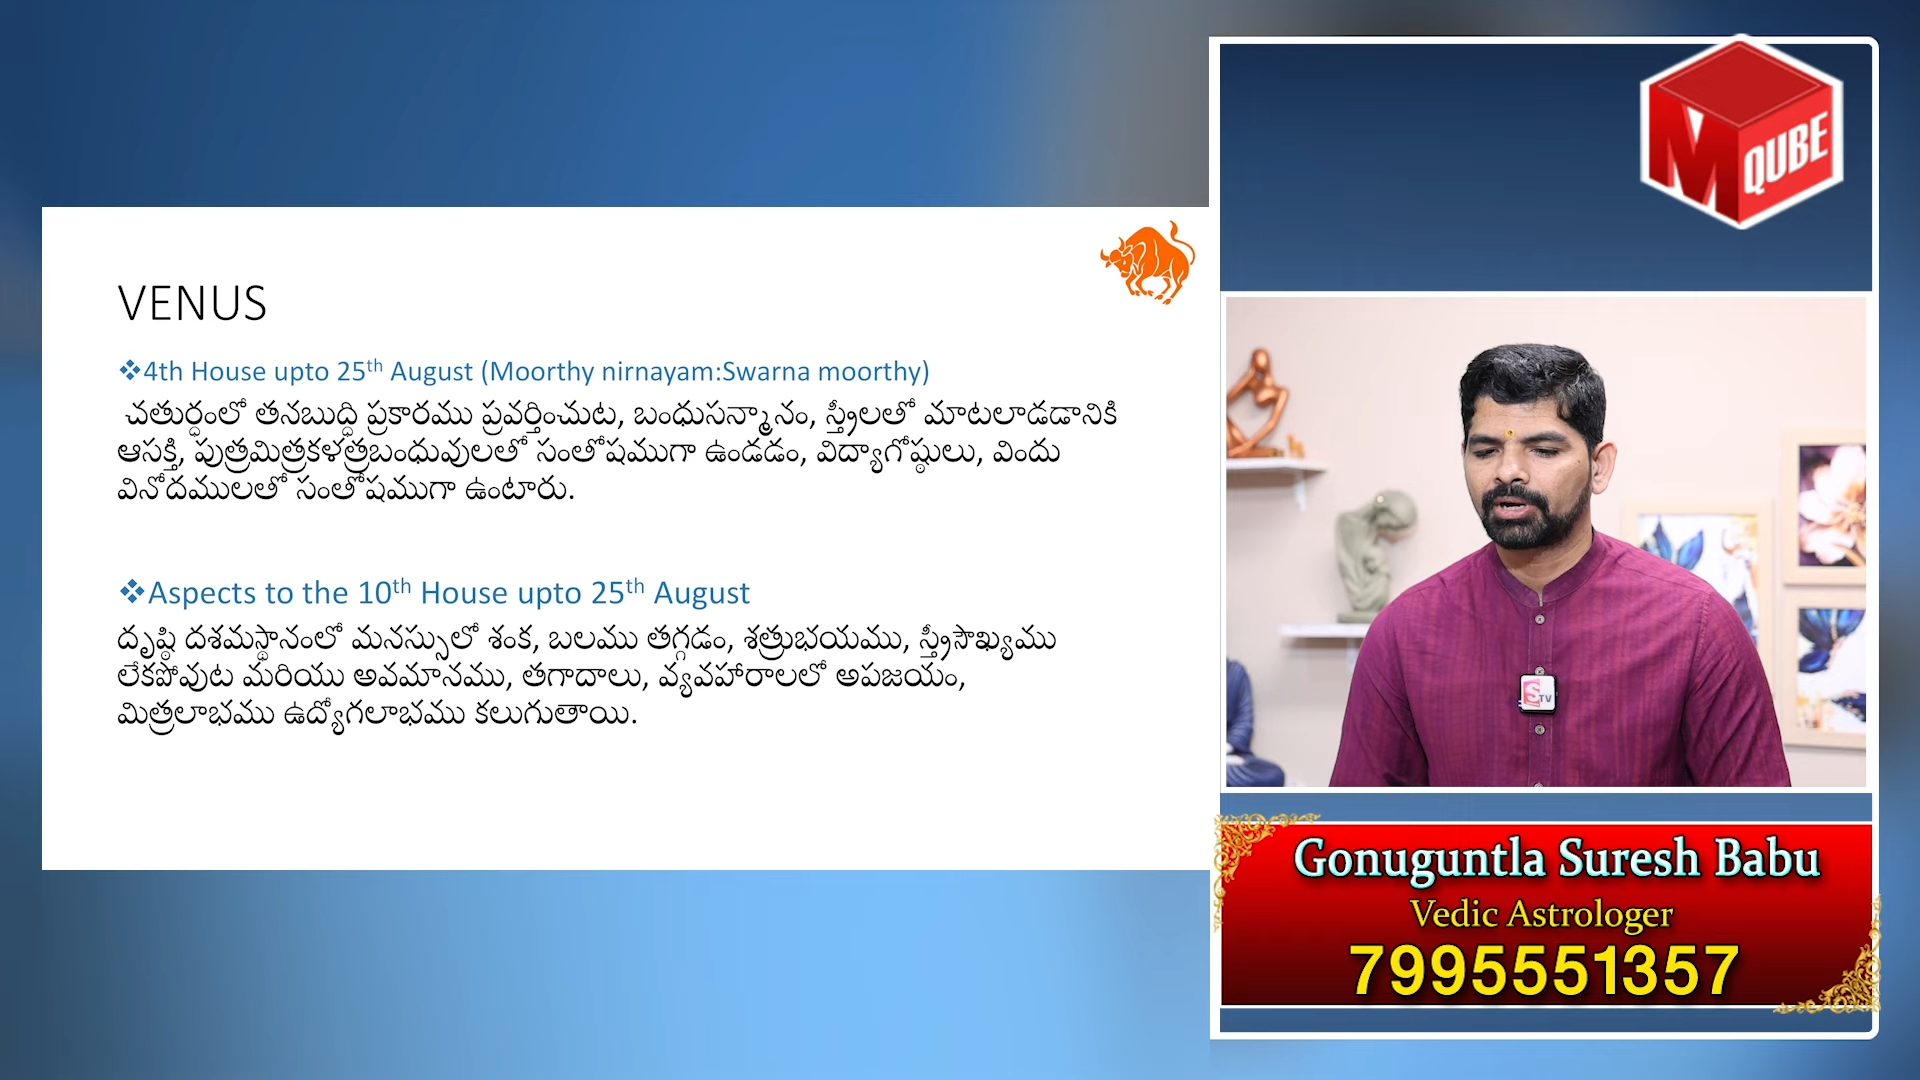 VENUS
❖4th House upto 25th August (Moorthy nirnayam:Swarna moorthy)
చతుర్ధంలో తనబుద్ధి ప్రకారము ప్రవర్తించుట, బంధుసన్మానం, స్త్రీలతో మాటలాడడానికి
ఆసక్తి, పుత్రమిత్రకళత్రబంధువులతో సంతోషముగా ఉండడం, విద్యాగోష్ఠులు, విందు
వినోదములతో సంతోషముగా ఉంటారు.
❖Aspects to the 10th House upto 25th August
దృష్ఠి దశమస్థానంలో మనస్సులో శంక, బలము తగ్గడం, శత్రుభయము, స్త్రీసౌఖ్యము
లేకపోవుట మరియు అవమానము, తగాదాలు, వ్యవహారాలలో అపజయం,
మిత్రలాభము ఉద్యోగలాభము కలుగుతాయి.
M QUBE
S TV
Gonuguntla Suresh Babu
Vedic Astrologer
7995551357